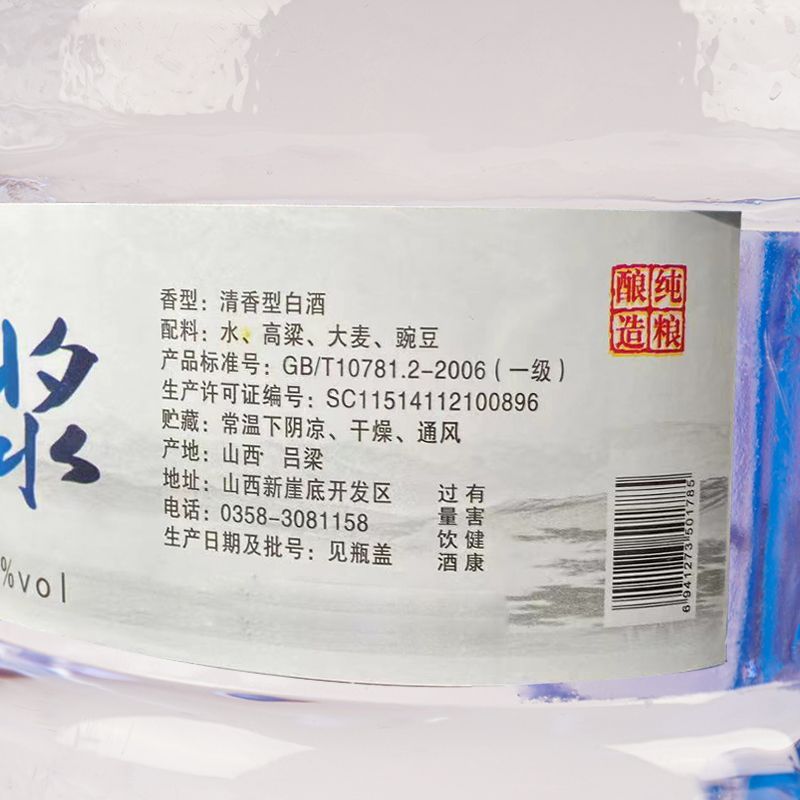 浆
%vol
香型：清香型白酒
配料：水、高粱、大麦、豌豆
产品标准号：GB/T10781.2-2006（一级）
生产许可证编号：SC11514112100896
贮藏：常温下阴凉、干燥、通风
产地：山西 吕梁
地址：山西新崖底开发区
电话：0358-3081158
生产日期及批号：见瓶盖
过量饮酒
有害健康
纯粮
酿造
6941273501785